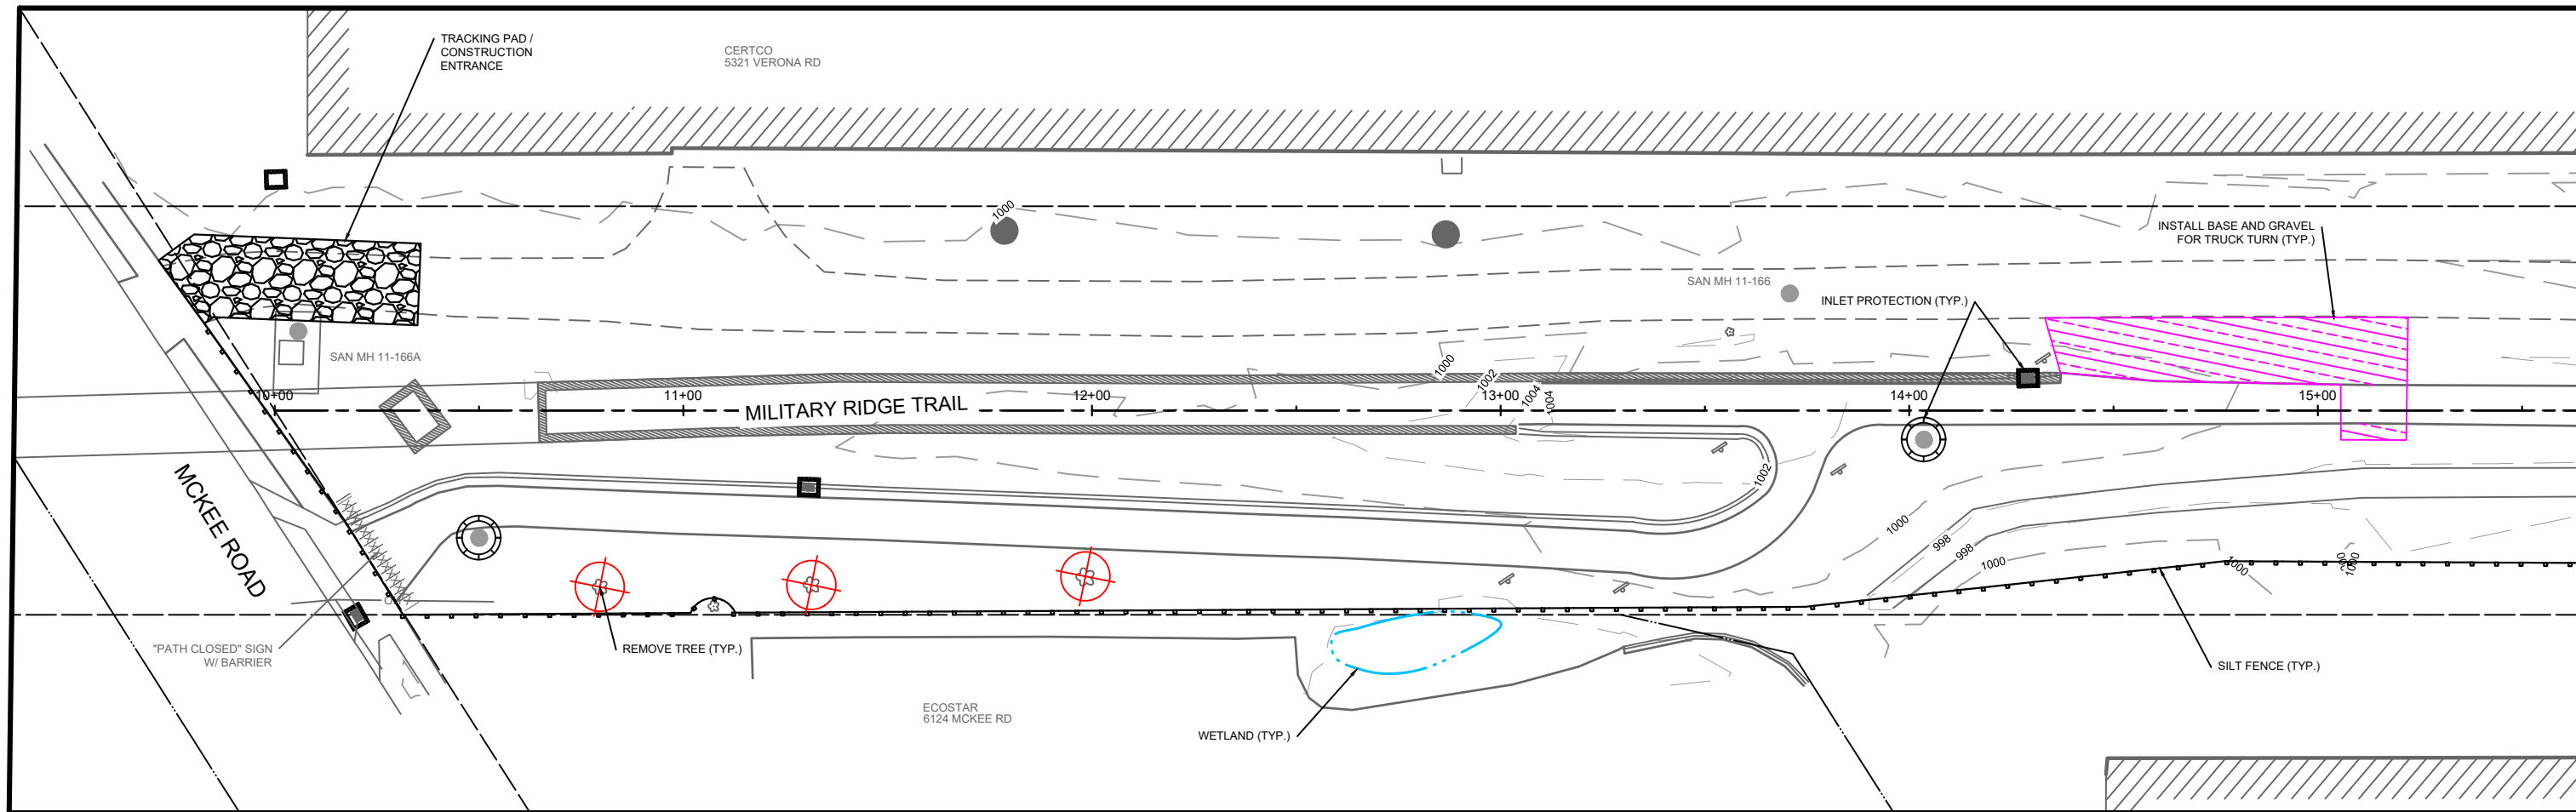 TRACKING PAD /
CONSTRUCTION
ENTRANCE
CERTCO
5321 VERONA RD
1000
INSTALL BASE AND GRAVEL
FOR TRUCK TURN (TYP.)
SAN MH 11-166
INLET PROTECTION (TYP.)
SAN MH 11-166A
1000
1002
1004
1004
10+00
11+00
12+00
13+00
14+00
15+00
MILITARY RIDGE TRAIL
MCKEE ROAD
1002
1000
998
998
1000
1000
1000
"PATH CLOSED" SIGN
W/ BARRIER
REMOVE TREE (TYP.)
SILT FENCE (TYP.)
ECOSTAR
6124 MCKEE RD
WETLAND (TYP.)